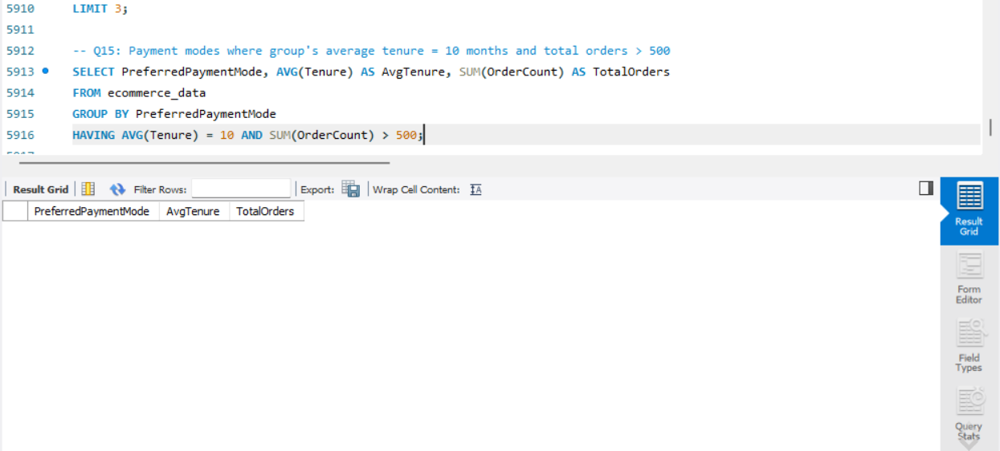 5910 LIMIT 3;
5911
5912 -- Q15: Payment modes where group's average tenure = 10 months and total orders > 500
5913 SELECT PreferredPaymentMode, AVG(Tenure) AS AvgTenure, SUM(OrderCount) AS TotalOrders
5914 FROM ecommerce_data
5915 GROUP BY PreferredPaymentMode
5916 HAVING AVG(Tenure) = 10 AND SUM(OrderCount) > 500;
Result Grid Filter Rows: Export: Wrap Cell Content: IA
PreferredPaymentMode AvgTenure TotalOrders
Result
Grid
Form
Editor
Field
Types
Query
Stats